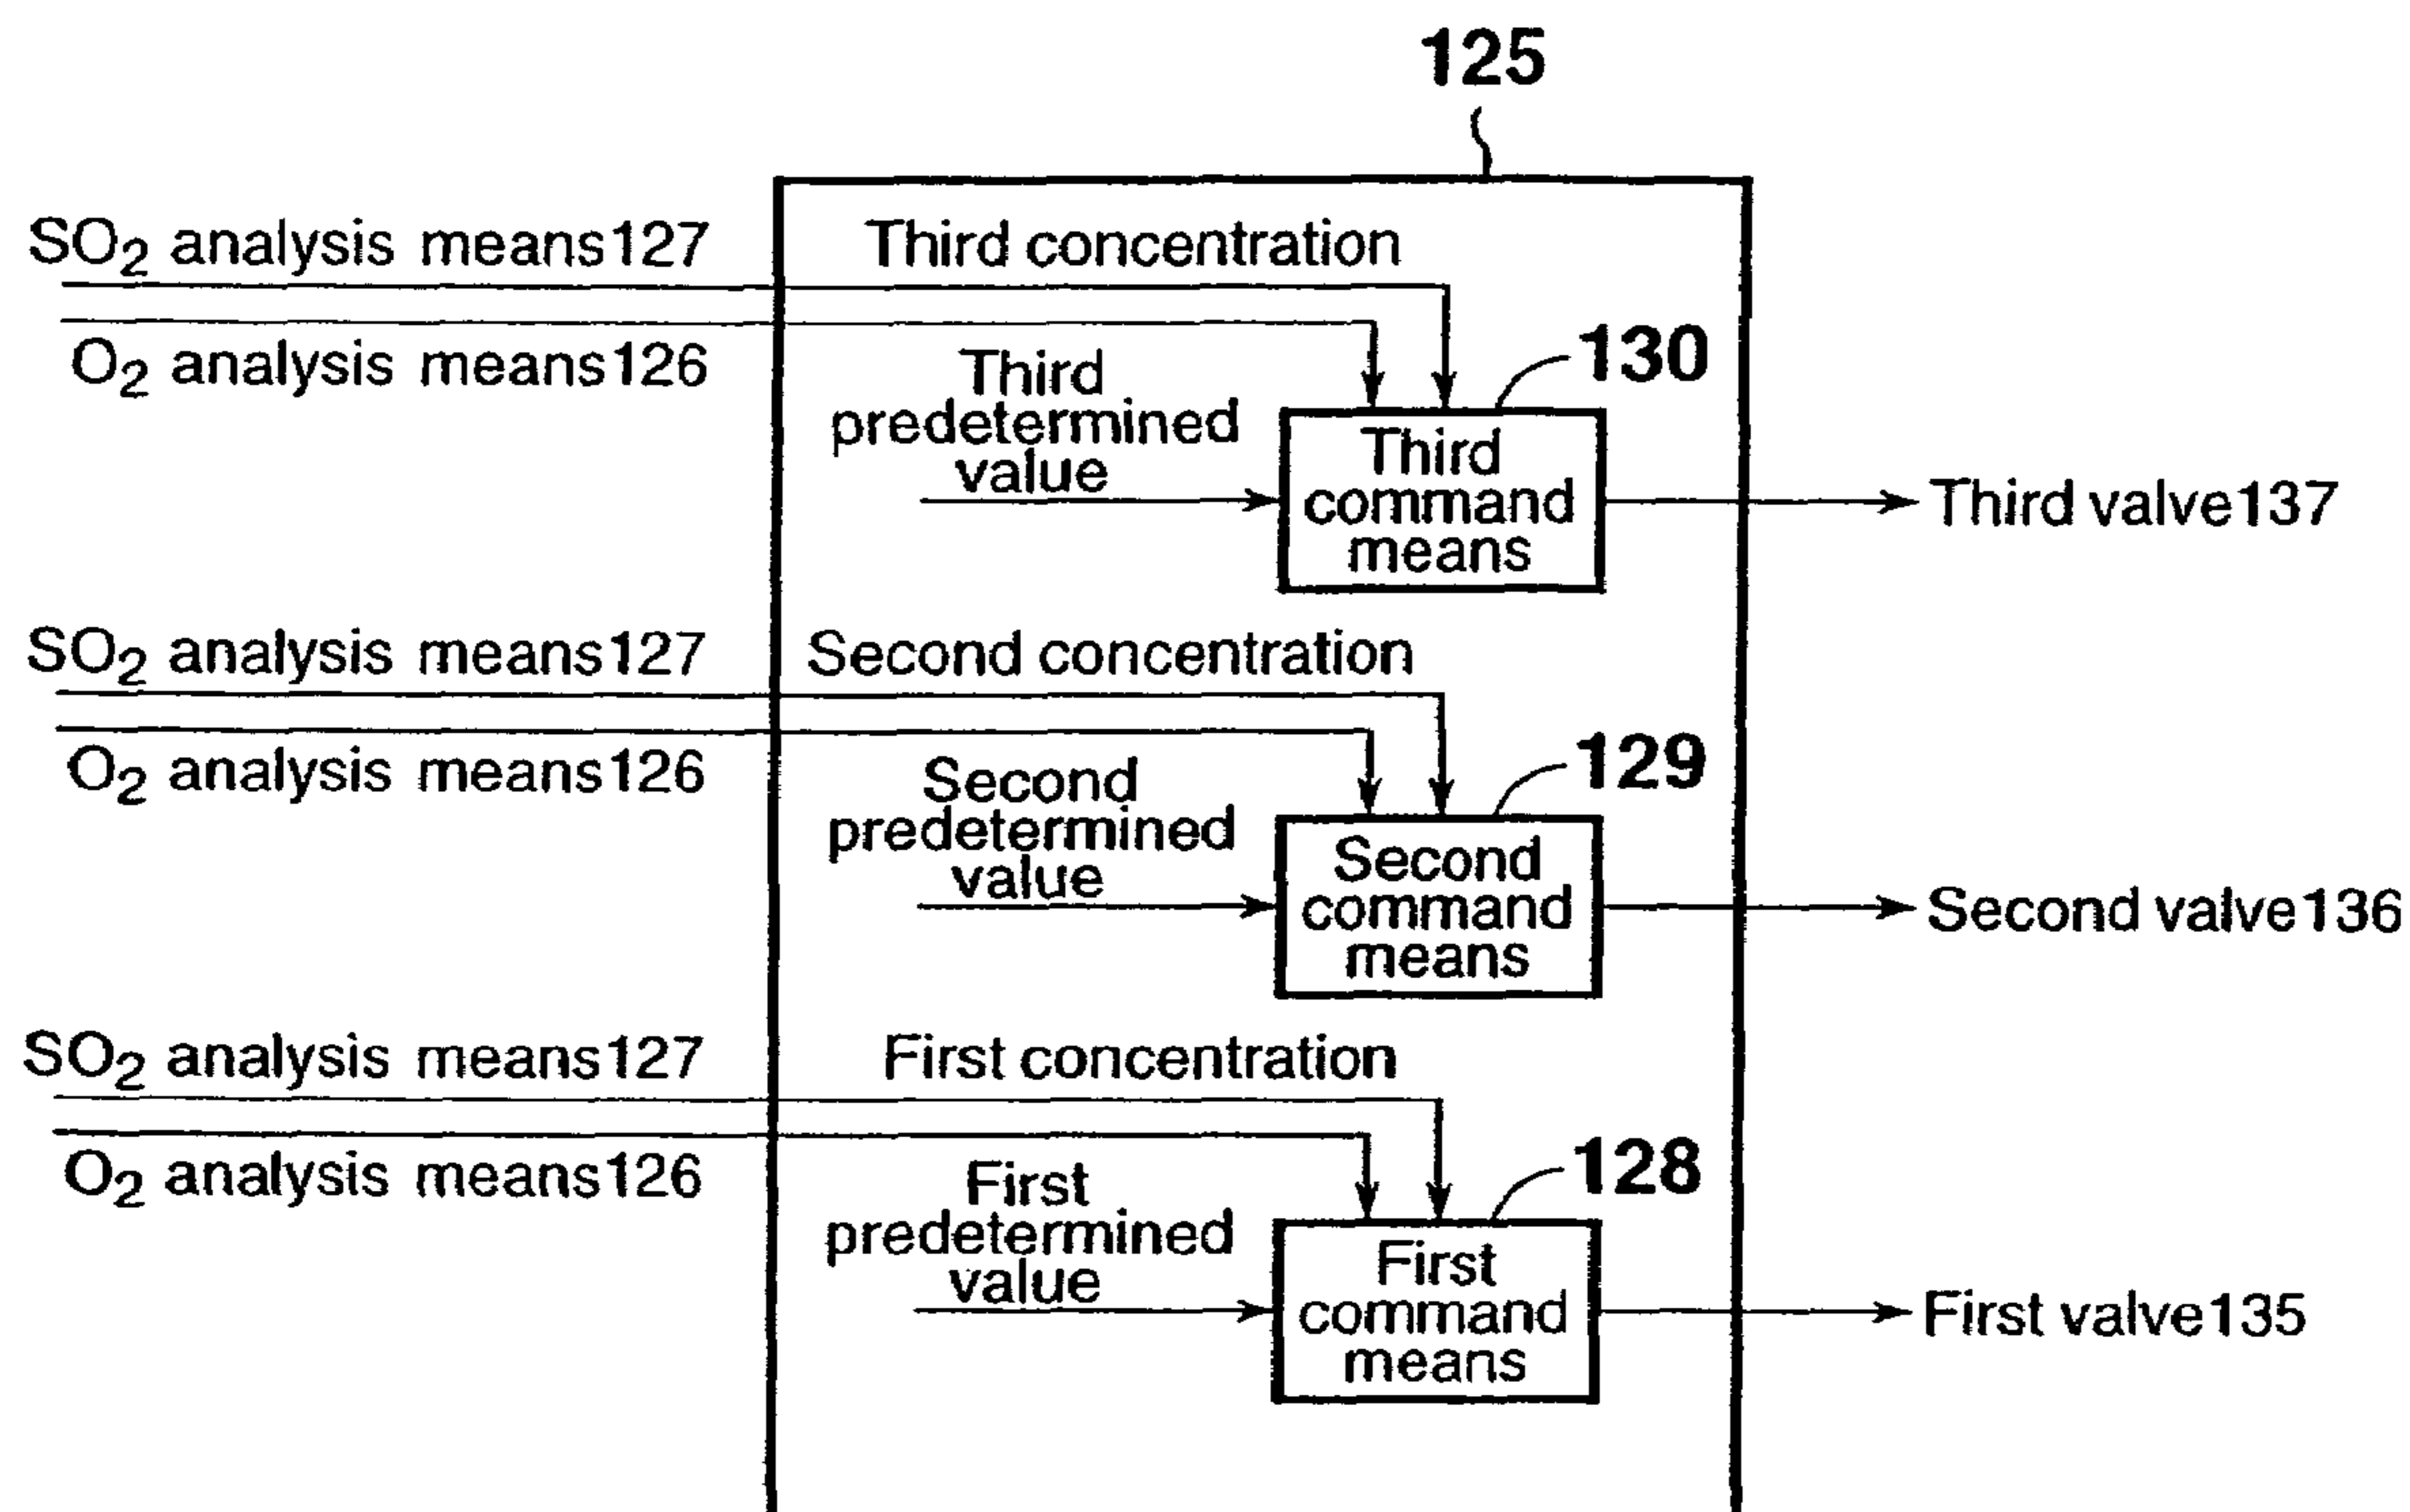 125
SO2 analysis means127
Third concentration
O2 analysis means126
Third
predetermined
value
130
Third
command
means
Third valve137
SO2 analysis means127
Second concentration
O2 analysis means126
Second
predetermined
value
129
Second
command
means
Second valve136
SO2 analysis means127
First concentration
O2 analysis means126
First
predetermined
value
128
First
command
means
First valve135